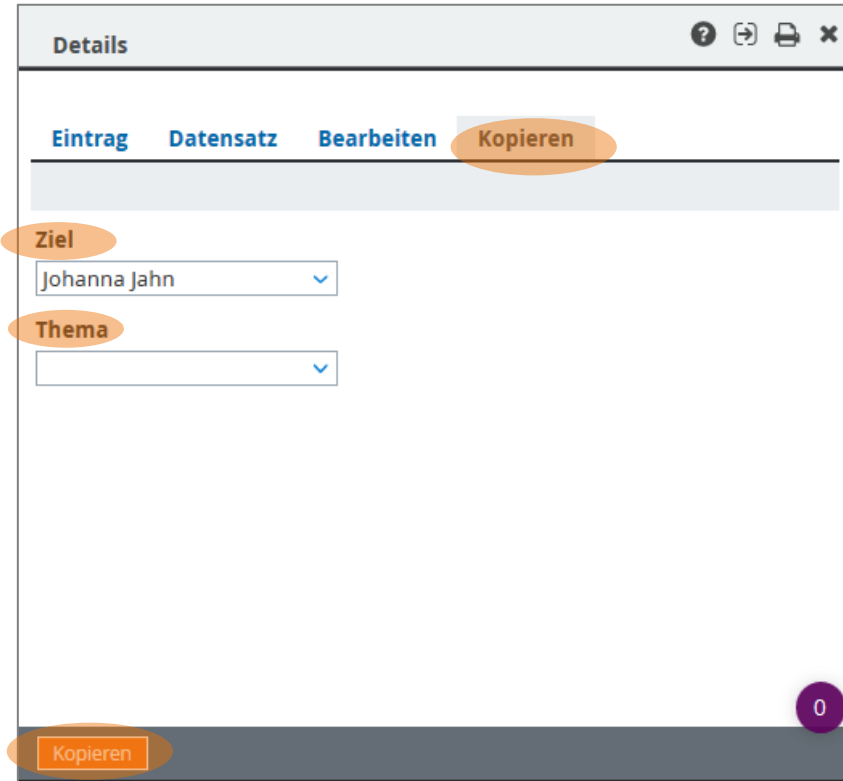 Details
Eintrag Datensatz Bearbeiten Kopieren
Ziel
Johanna Jahn
Thema
0
Kopieren